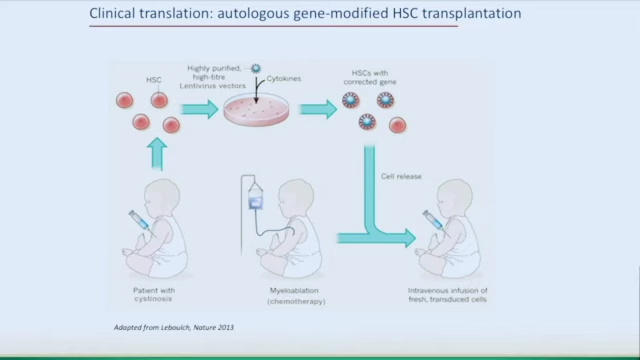 Clinical translation: autologous gene-modified HSC transplantation
Highly purified,
high-titre
Lentivirus vectors
Cytokines
HSC
HSCs with
corrected gene
Cell release
Patient with
cystinosis
Myeloablation
(chemotherapy)
Intravenous infusion of
fresh, transduced cells
Adapted from Leboulch, Nature 2013